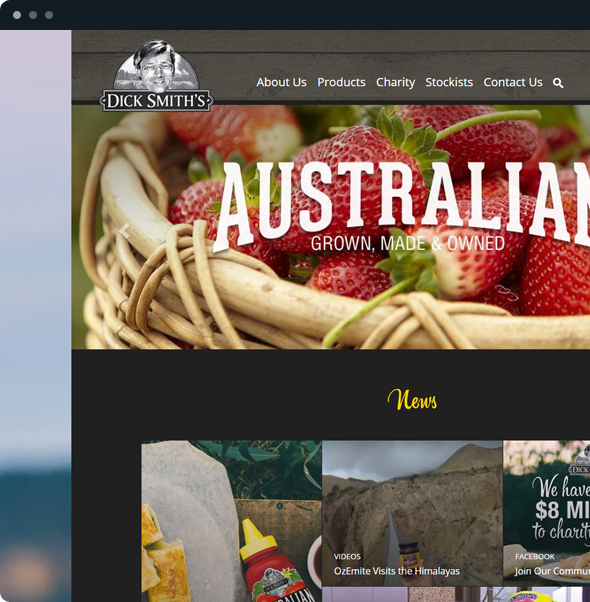 DICK SMITH'S
About Us Products Charity Stockists Contact Us
AUSTRALIAN
GROWN, MADE & OWNED
News
We have
$8 MI
to charit
VIDEOS
OzEmite Visits the Himalayas
FACEBOOK
Join Our Commu
AUSTRALIAN